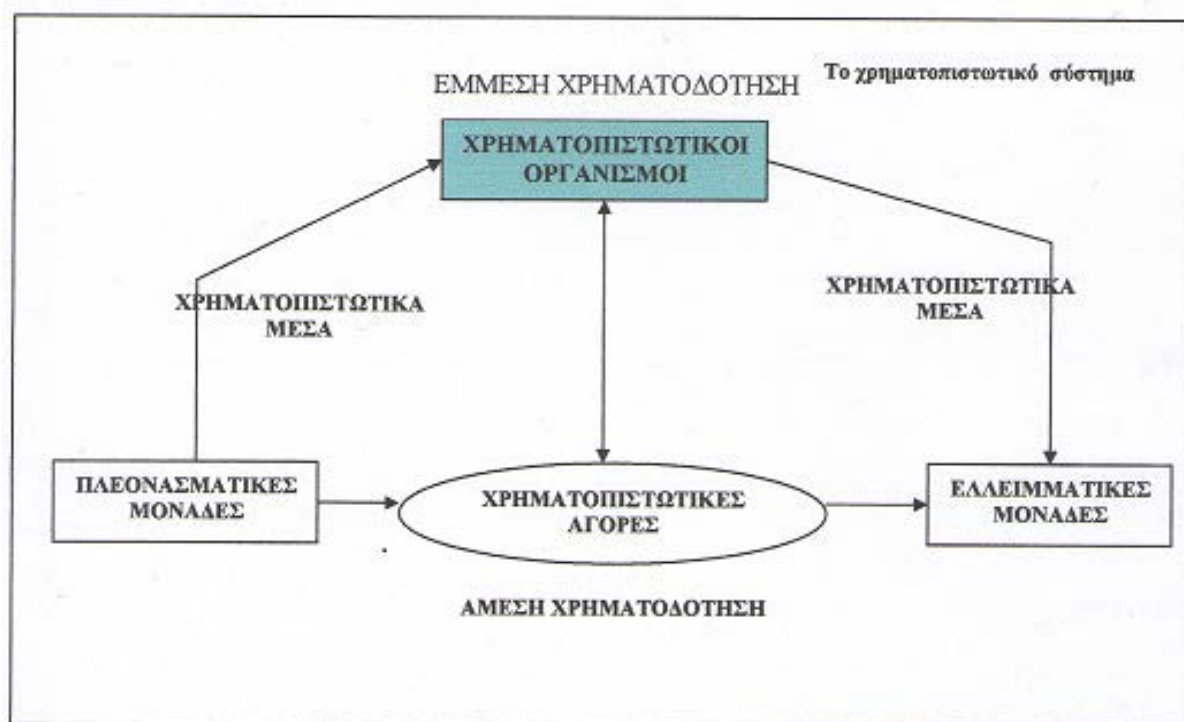 Το χρηματοπιστωτικό σύστημα
ΕΜΜΕΣΗ ΧΡΗΜΑΤΟΔΟΤΗΣΗ
ΧΡΗΜΑΤΟΠΙΣΤΩΤΙΚΟΙ
ΟΡΓΑΝΙΣΜΟΙ
ΧΡΗΜΑΤΟΠΙΣΤΩΤΙΚΑ
ΜΕΣΑ
ΧΡΗΜΑΤΟΠΙΣΤΩΤΙΚΑ
ΜΕΣΑ
ΠΛΕΟΝΑΣΜΑΤΙΚΕΣ
ΜΟΝΑΔΕΣ
ΧΡΗΜΑΤΟΠΙΣΤΩΤΙΚΕΣ
ΑΓΟΡΕΣ
ΕΛΛΕΙΜΜΑΤΙΚΕΣ
ΜΟΝΑΔΕΣ
ΑΜΕΣΗ ΧΡΗΜΑΤΟΔΟΤΗΣΗ